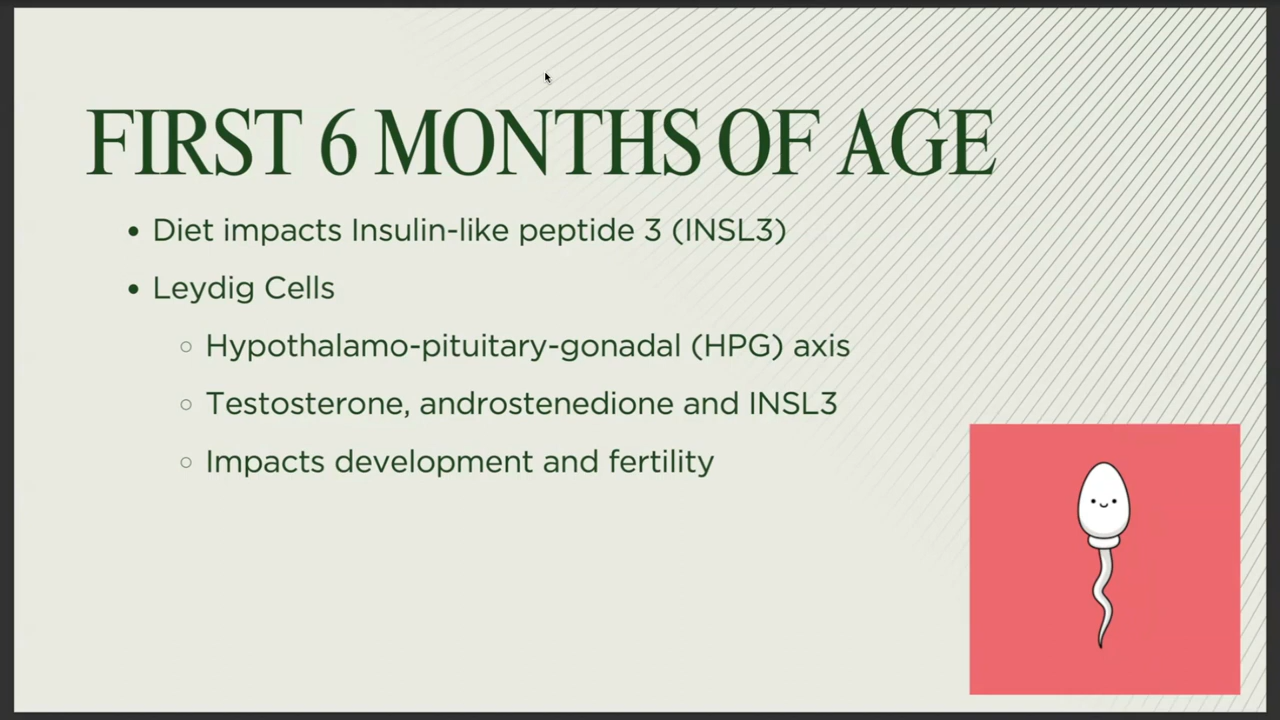 FIRST 6 MONTHS OF AGE
Diet impacts Insulin-like peptide 3 (INSL3)
Leydig Cells
Hypothalamo-pituitary-gonadal (HPG) axis
Testosterone, androstenedione and INSL3
Impacts development and fertility